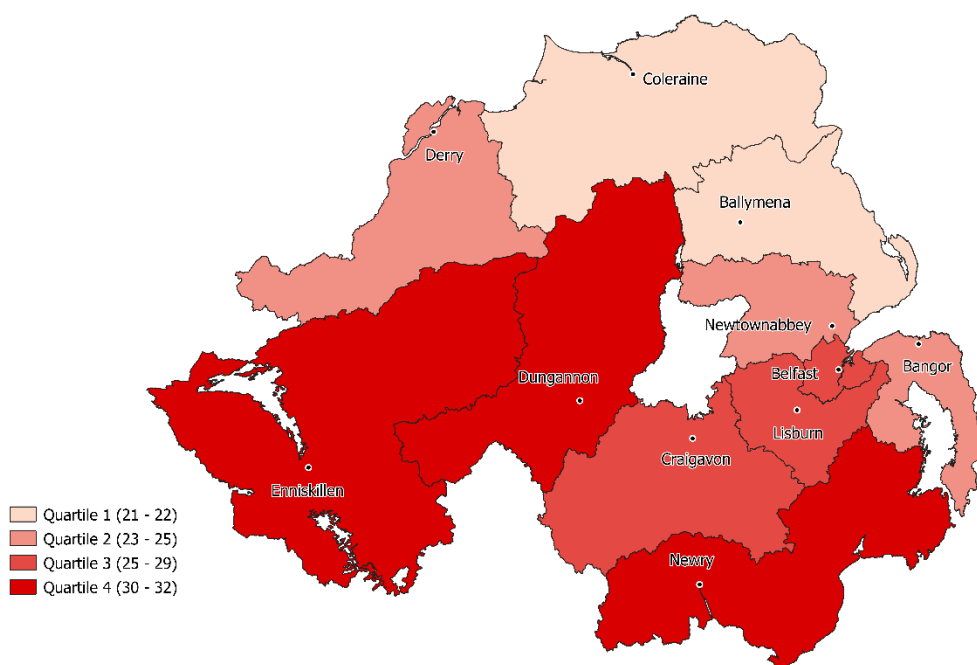 Coleraine
Derry
Ballymena
Newtownabbey
Bangor
Belfast
Dungannon
Lisburn
Craigavon
Enniskillen
Newry
Quartile 1 (21 - 22)
Quartile 2 (23 - 25)
Quartile 3 (25 - 29)
Quartile 4 (30 - 32)